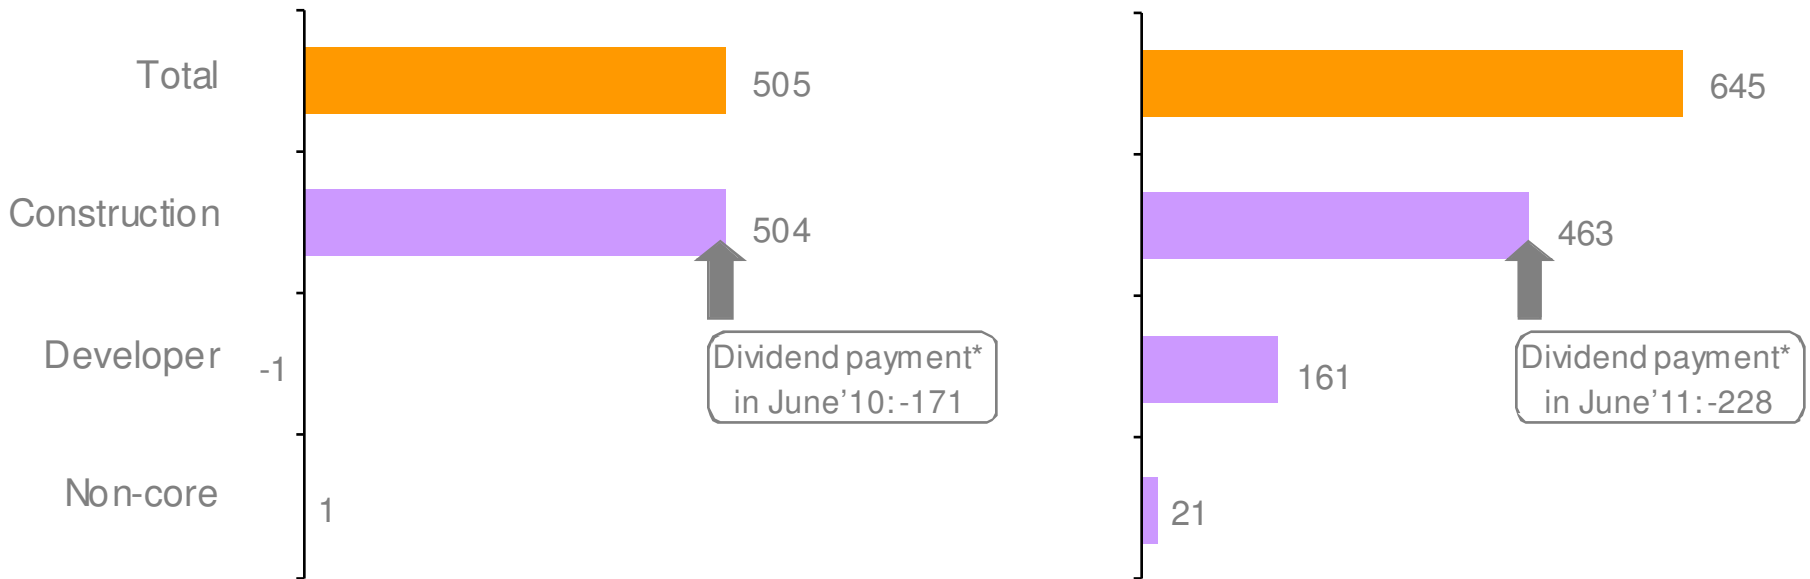 Total
505
645
Construction
504
463
Developer
-1
Dividend payment*
in June'10: -171
161
Dividend payment*
in June'11: -228
Non-core
1
21